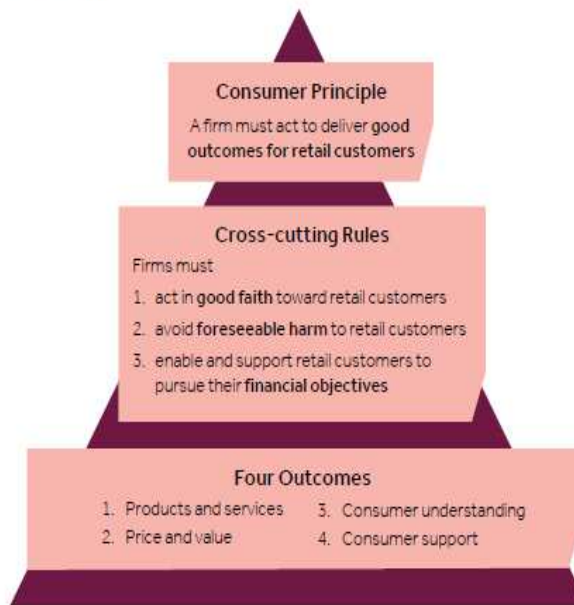 Consumer Principle
A firm must act to deliver good
outcomes for retail customers
Cross-cutting Rules
Firms must
1. act in good faith toward retail customers
2. avoid foreseeable harm to retail customers
3. enable and support retail customers to
pursue their financial objectives
Four Outcomes
1. Products and services
2. Price and value
3. Consumer understanding
4. Consumer support